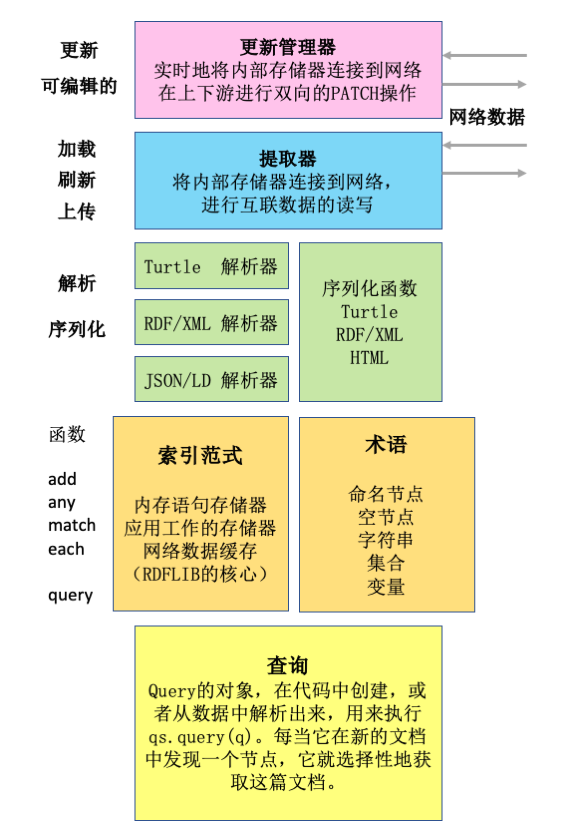 更新
可编辑的
更新管理器
实时地将内部存储器连接到网络
在上下游进行双向的PATCH操作
网络数据
加载
刷新
上传
提取器
将内部存储器连接到网络，
进行互联数据的读写
解析
序列化
Turtle 解析器
RDF/XML 解析器
JSON/LD 解析器
序列化函数
Turtle
RDF/XML
HTML
函数
add
any
match
each
query
索引范式
内存语句存储器
应用工作的存储器
网络数据缓存
（RDFLIB的核心）
术语
命名节点
空节点
字符串
集合
变量
查询
Query的对象，在代码中创建，或
者从数据中解析出来，用来执行
qs.query(q)。每当它在新的文档
中发现一个节点，它就选择性地获
取这篇文档。